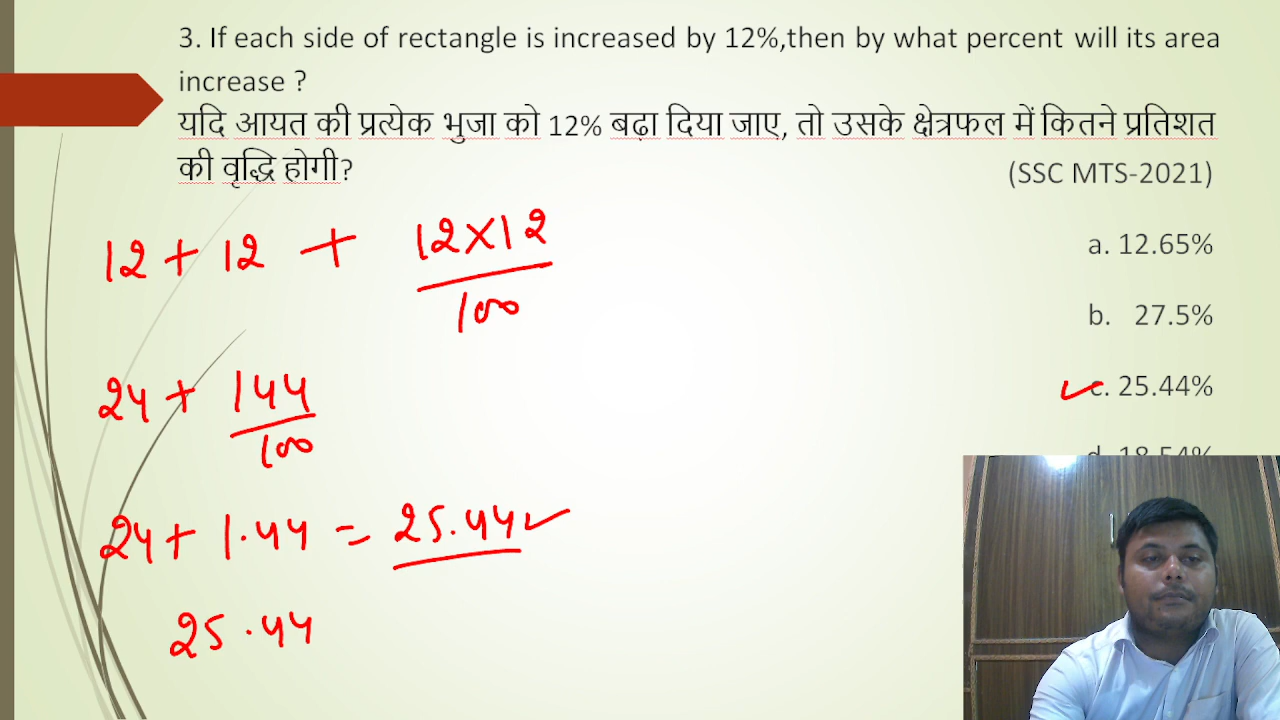 3. If each side of rectangle is increased by 12%,then by what percent will its area
increase ?
यदि आयत की प्रत्येक भुजा को 12% बढ़ा दिया जाए, तो उसके क्षेत्रफल में कितने प्रतिशत
की वृद्धि होगी?
(SSC MTS-2021)
a. 12.65%
b. 27.5%
c. 25.44%
12 + 12 + 12×12
100
24 + 144
100
24 + 1.44 = 25.44
25.44